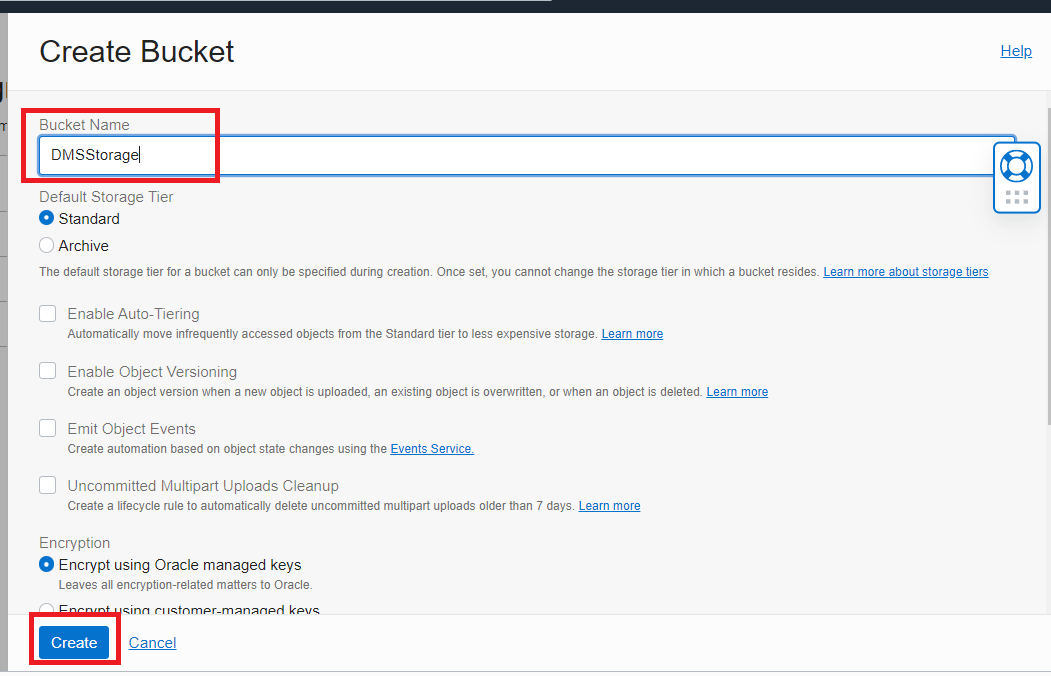 Create Bucket
Help
Bucket Name
DMSStorage
Default Storage Tier
Standard
Archive
The default storage tier for a bucket can only be specified during creation. Once set, you cannot change the storage tier in which a bucket resides. Learn more about storage tiers
Enable Auto-Tiering
Automatically move infrequently accessed objects from the Standard tier to less expensive storage. Learn more
Enable Object Versioning
Create an object version when a new object is uploaded, an existing object is overwritten, or when an object is deleted. Learn more
Emit Object Events
Create automation based on object state changes using the Events Service.
Uncommitted Multipart Uploads Cleanup
Create a lifecycle rule to automatically delete uncommitted multipart uploads older than 7 days. Learn more
Encryption
Encrypt using Oracle managed keys
Leaves all encryption-related matters to Oracle.
Encrypt using customer-managed keys
Create
Cancel